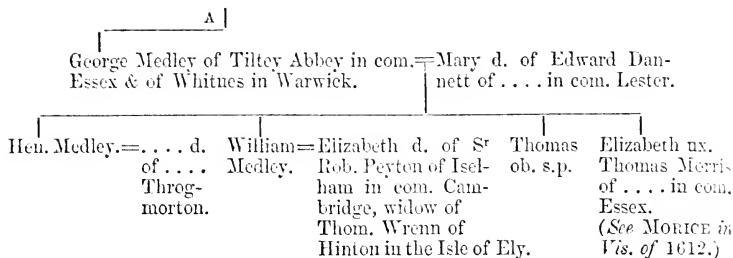 A
George Medley of Tiltey Abbey in com.=Mary d. of Edward Dan-
Essex & of Whitnes in Warwick. nett of . . . . in com. Lester.
Hen. Medley.=. . . . d.
of . . . .
Throg-
morton.
William=Elizabeth d. of Sr
Medley. Rob. Peyton of Isel-
ham in com. Cam-
bridge, widow of
Thom. Wrenn of
Hinton in the Isle of Ely.
Thomas
ob. s.p.
Elizabeth ux.
Thomas Morris
of . . . . in com.
Essex.
(See MORICE in
Vis. of 1612.)